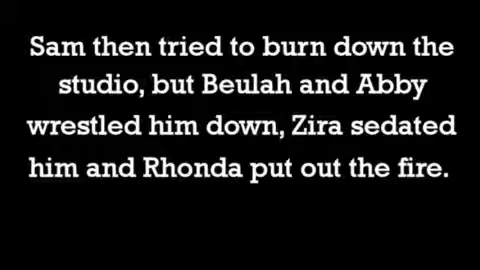 Sam then tried to burn down the
studio, but Beulah and Abby
wrestled him down, Zira sedated
him and Rhonda put out the fire.